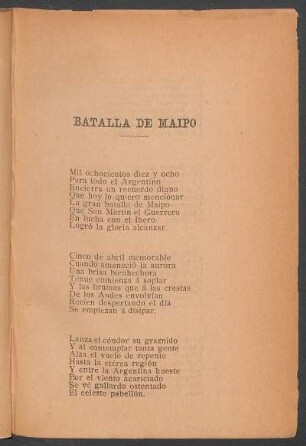 BATALLA DE MAIPO
Mil ochocientos diez y ocho
Para todo el Argentino
Encierra un recuerdo digno
Que hoy lo quiero mencionar
La gran batalla de Maipo
Que San Martin el Guerrero
En lucha con el Ibero
Logró la gloria alcanzar.
Cinco de abril memorable
Cuando amaneció la aurora
Una brisa bienhechora
Ténue comienza á soplar
Y las brumas que á las crestas
De los Andes envolvían
Recien despertando el día
Se empiezan á disipar.
Lanza el cóndor su graznido
Y al contemplar tanta gente
Alza el vuelo de repente
Hasta la etérea región
Y entre la Argentina hueste
Por el viento acariciado
Se vé gallardo ostentado
El celeste pabellón.